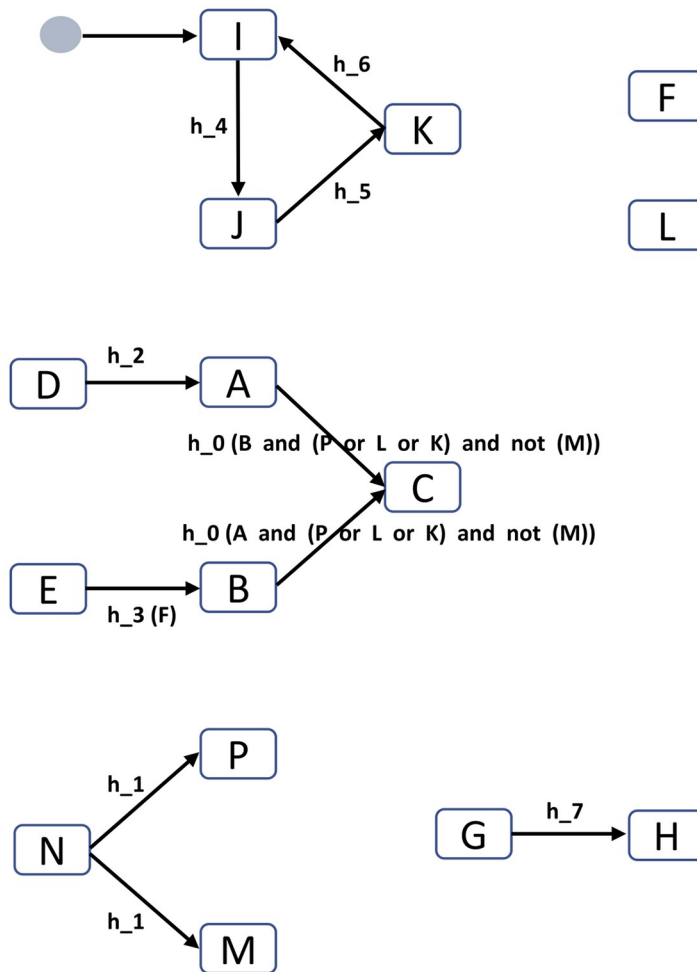 I
h_6
F
h_4
K
h_5
J
L
h_2
D
A
h_0 (B and (P or L or K) and not (M))
C
h_0 (A and (P or L or K) and not (M))
E
B
h_3 (F)
P
h_1
h_7
N
G
H
h_1
M